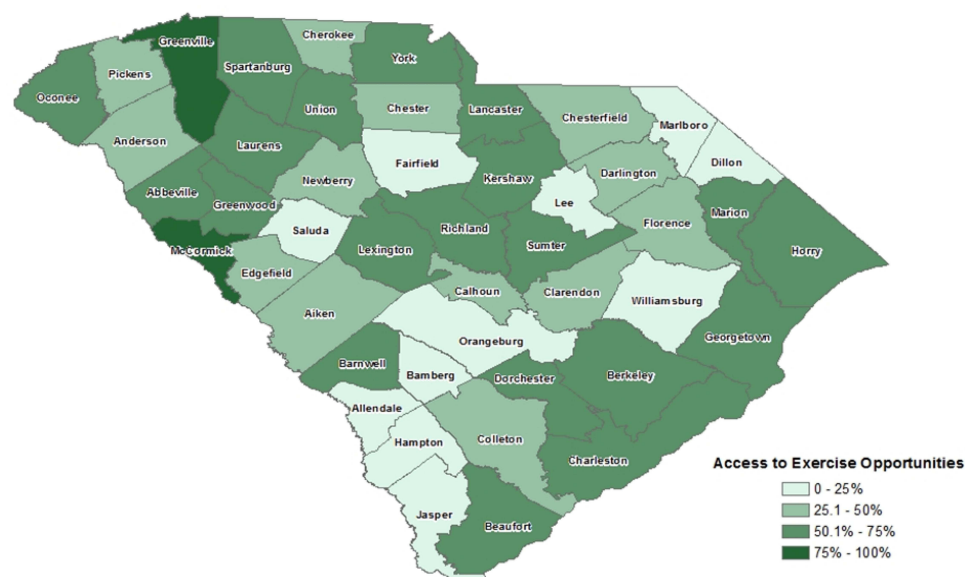 Cherokee
Greenville
York
Spartanburg
Pickens
Oconee
Union
Chester
Lancaster
Chesterfield
Marlboro
Anderson
Laurens
Dillon
Fairfield
Kershaw
Darlington
Newberry
Abbeville
Greenwood
Lee
Marion
Florence
Saluda
Richland
Sumter
McCormick
Lexington
Horry
Edgefield
Calhoun
Clarendon
Williamsburg
Aiken
Orangeburg
Georgetown
Barnwell
Bamberg
Dorchester
Berkeley
Allendale
Hampton
Colleton
Charleston
Jasper
Beaufort
Access to Exercise Opportunities
0 - 25%
25.1 - 50%
50.1% - 75%
75% - 100%